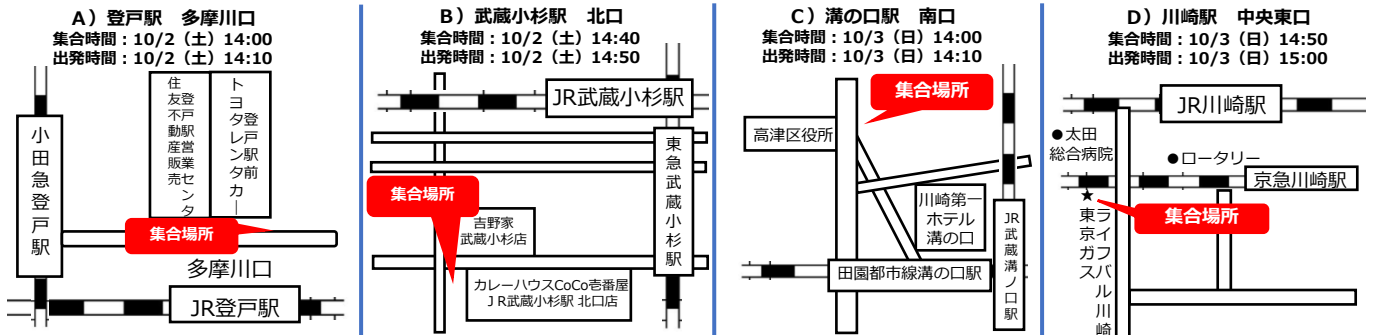 A）登戸駅　多摩川口
集合時間：10/2（土）14:00
出発時間：10/2（土）14:10
住友不動産販売
登戸駅営業センタ
トヨタレンタカー
登戸駅前
小田急登戸駅
集合場所
多摩川口
JR登戸駅
B）武蔵小杉駅　北口
集合時間：10/2（土）14:40
出発時間：10/2（土）14:50
JR武蔵小杉駅
東急武蔵小杉駅
集合場所
吉野家
武蔵小杉店
カレーハウスCoCo壱番屋
ＪＲ武蔵小杉駅 北口店
C）溝の口駅　南口
集合時間：10/3（日）14:00
出発時間：10/3（日）14:10
集合場所
高津区役所
川崎第一
ホテル
溝の口
JR武蔵溝ノ口駅
田園都市線溝の口駅
D）川崎駅　中央東口
集合時間：10/3（日）14:50
出発時間：10/3（日）15:00
JR川崎駅
●太田
総合病院
●ロータリー
京急川崎駅
★
集合場所
東京ガス
ライフバル川崎